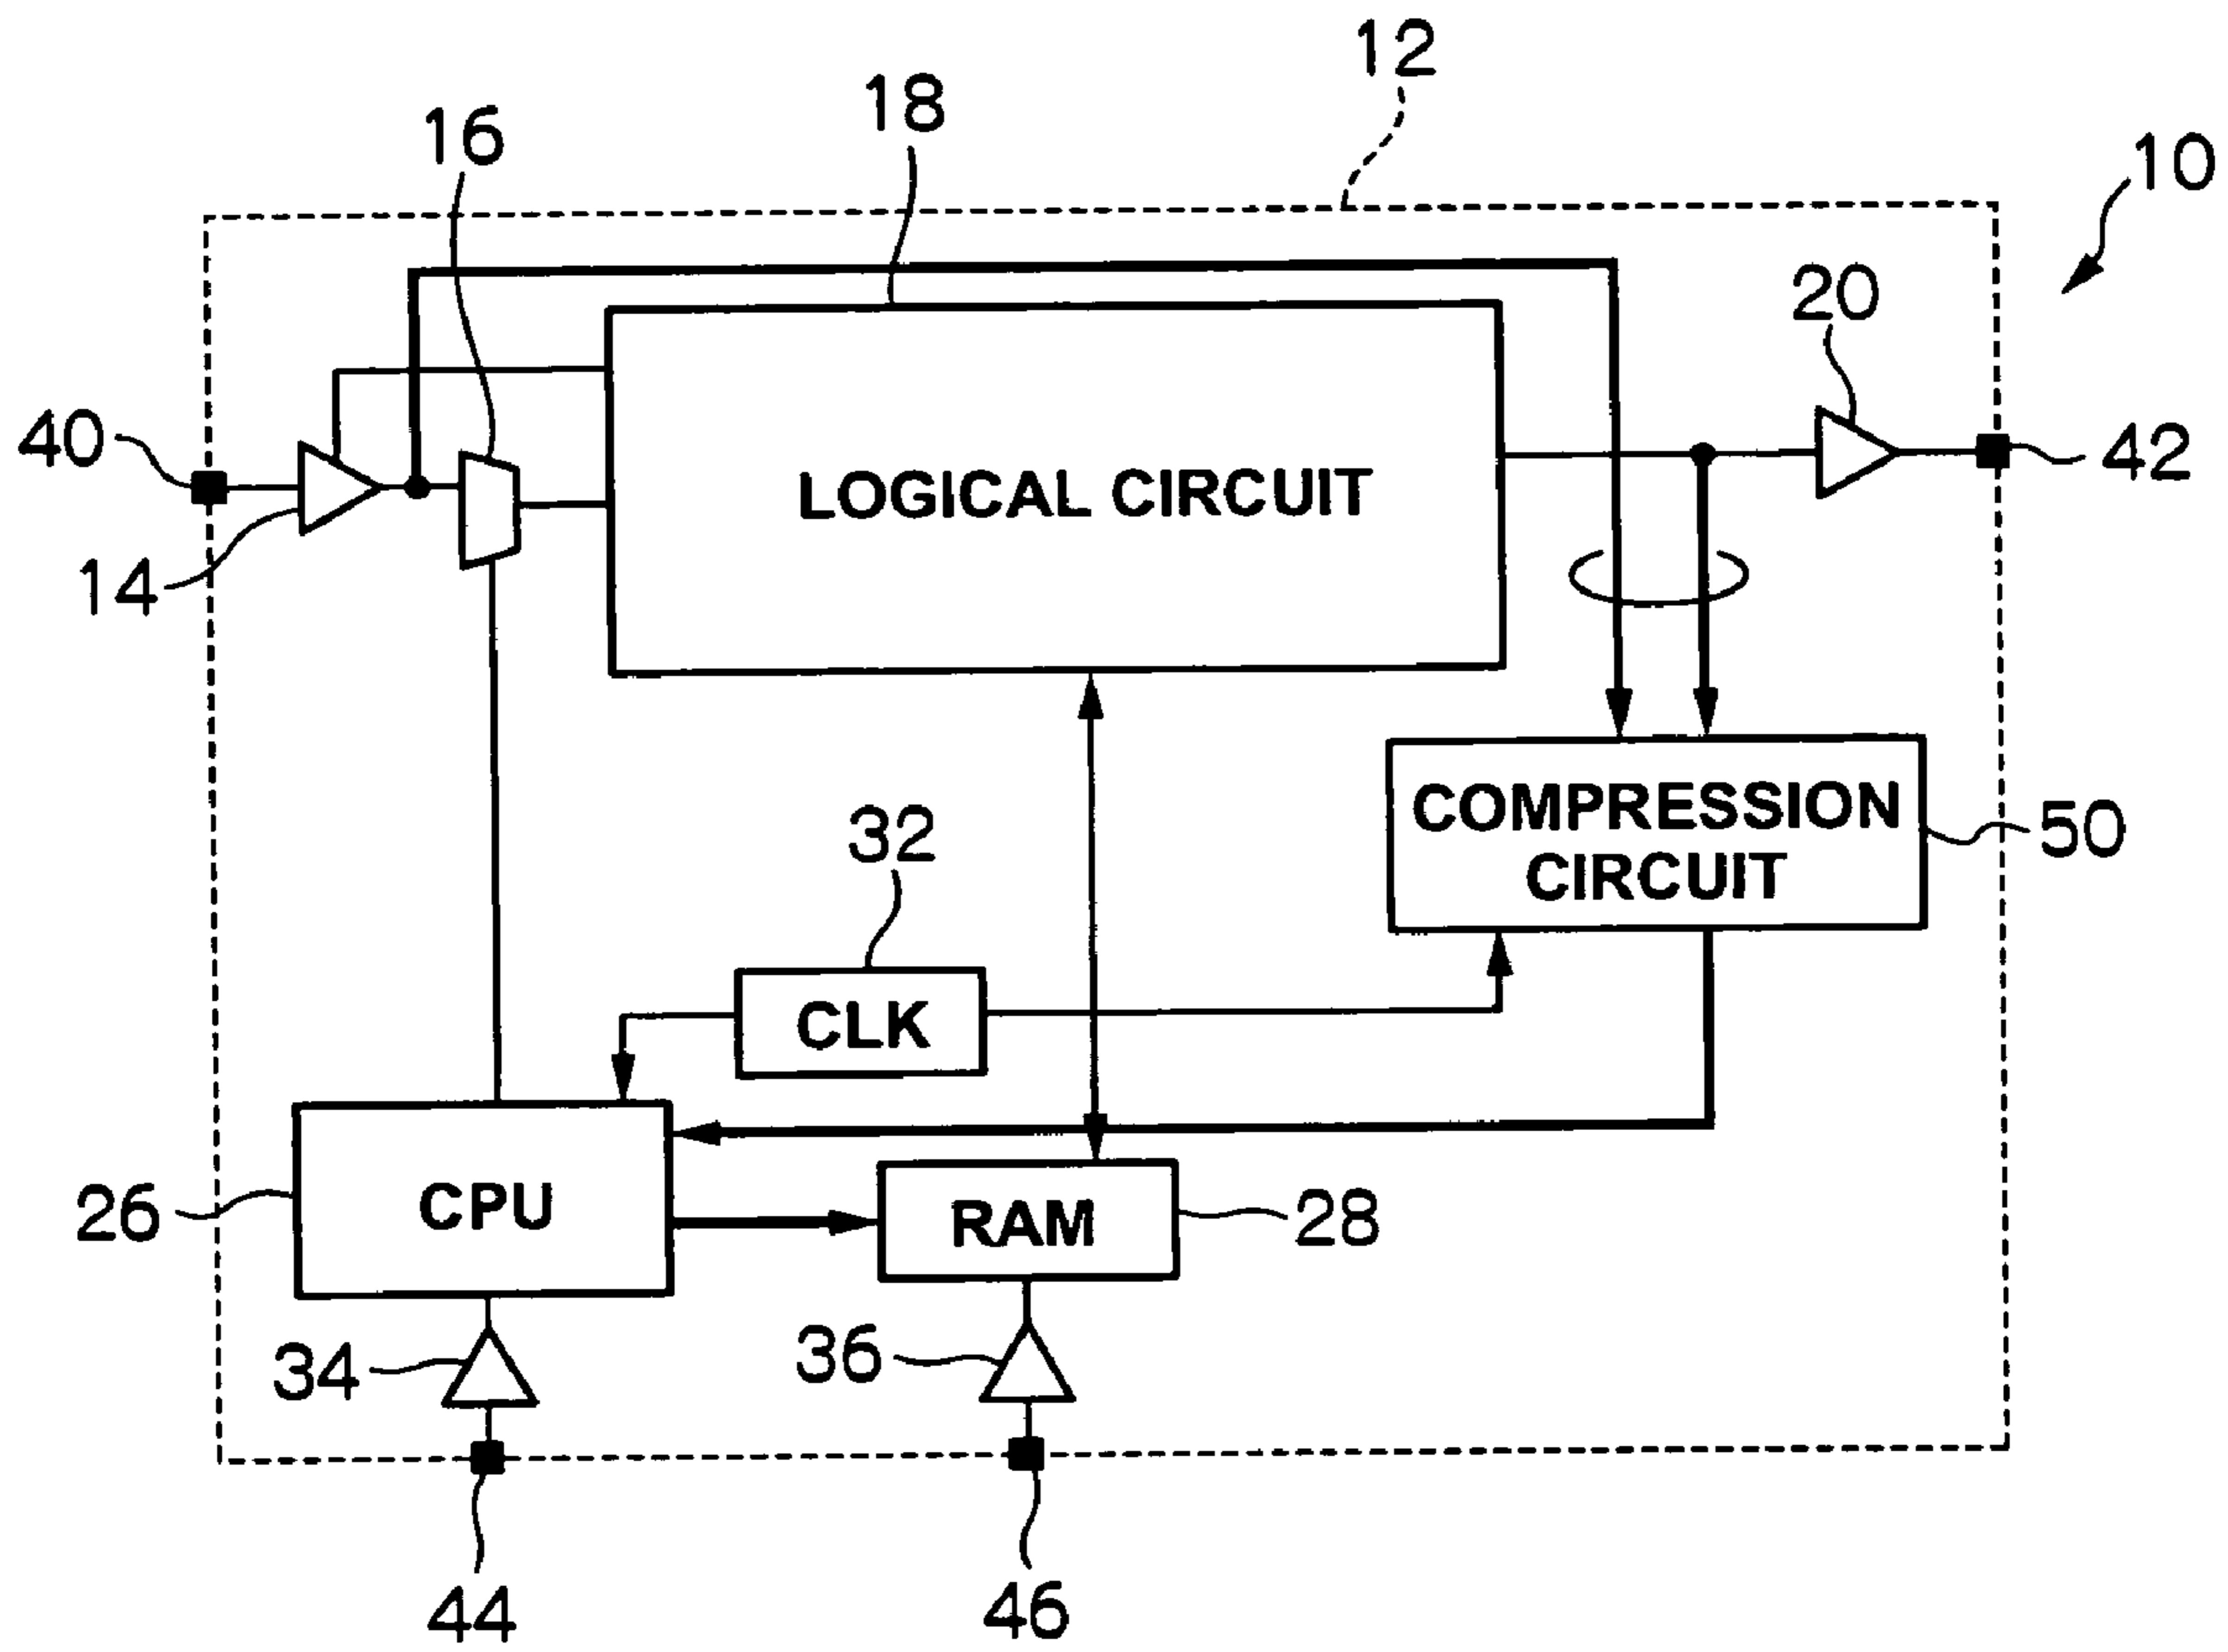 12
18
16
10
20
40
42
LOGICAL CIRCUIT
14
COMPRESSION
CIRCUIT
50
32
CLK
26
CPU
RAM
28
34
36
44
46